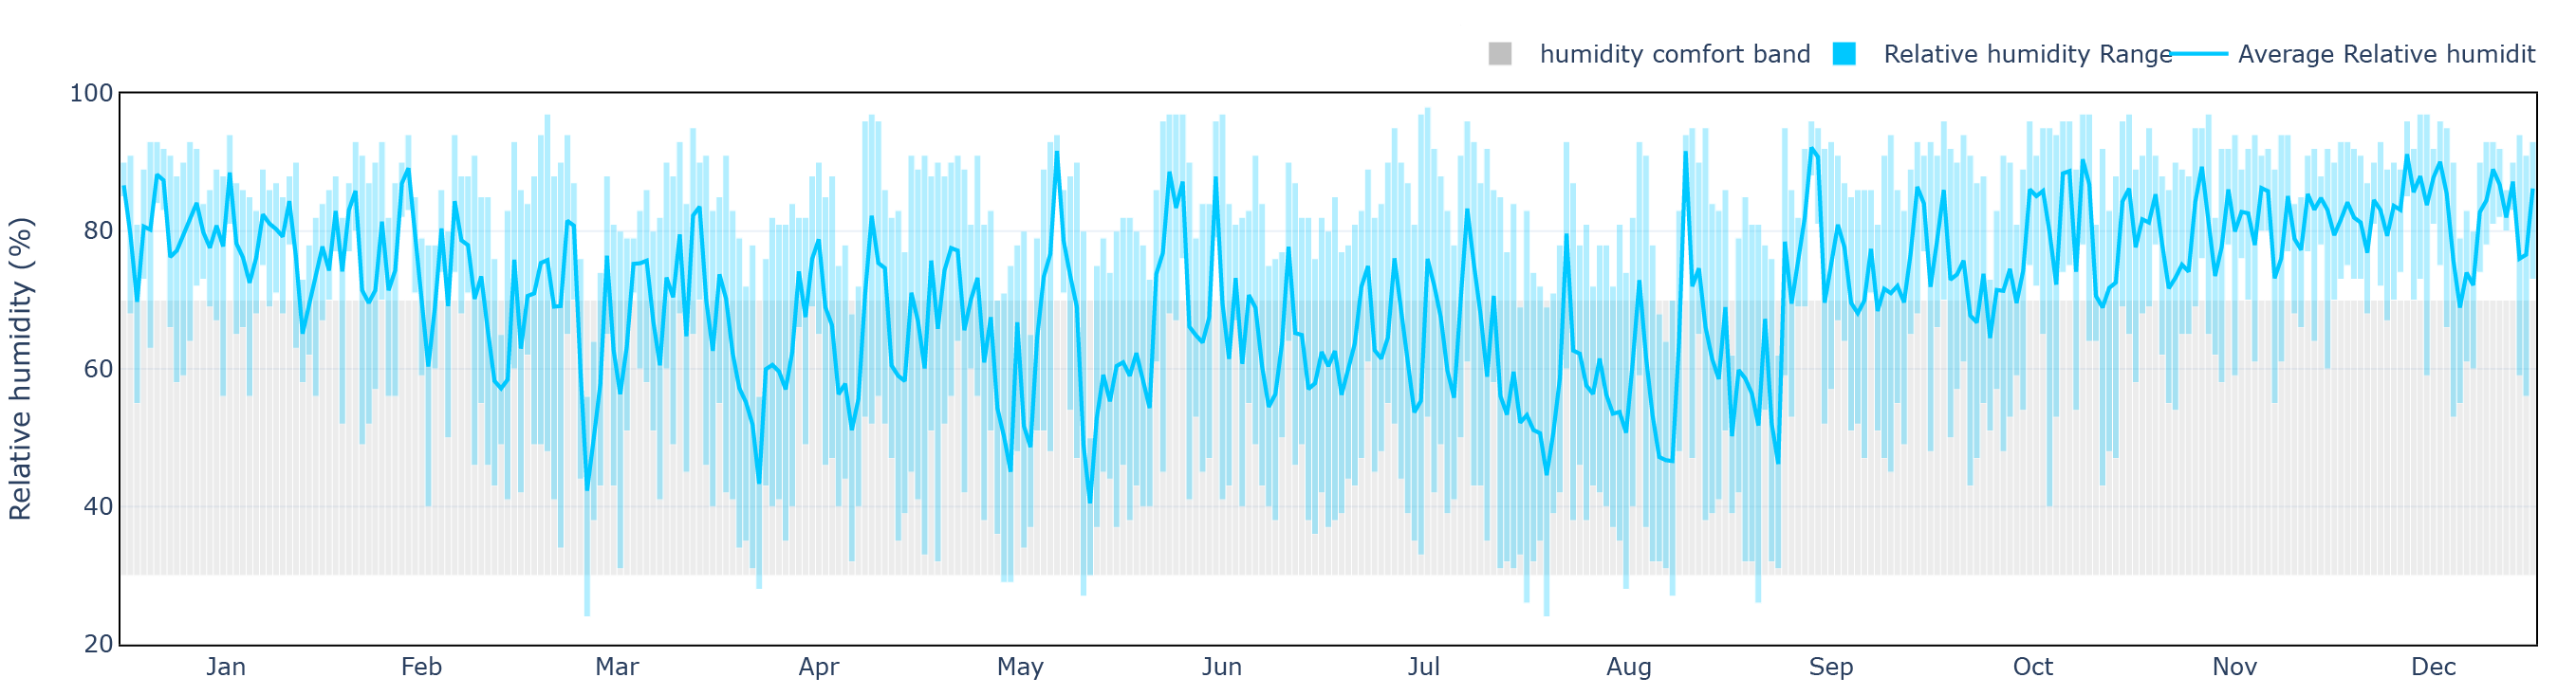 humidity comfort band Relative humidity Range Average Relative humidit
Relative humidity (%)
100
80
60
40
20
Jan Feb Mar Apr May Jun Jul Aug Sep Oct Nov Dec